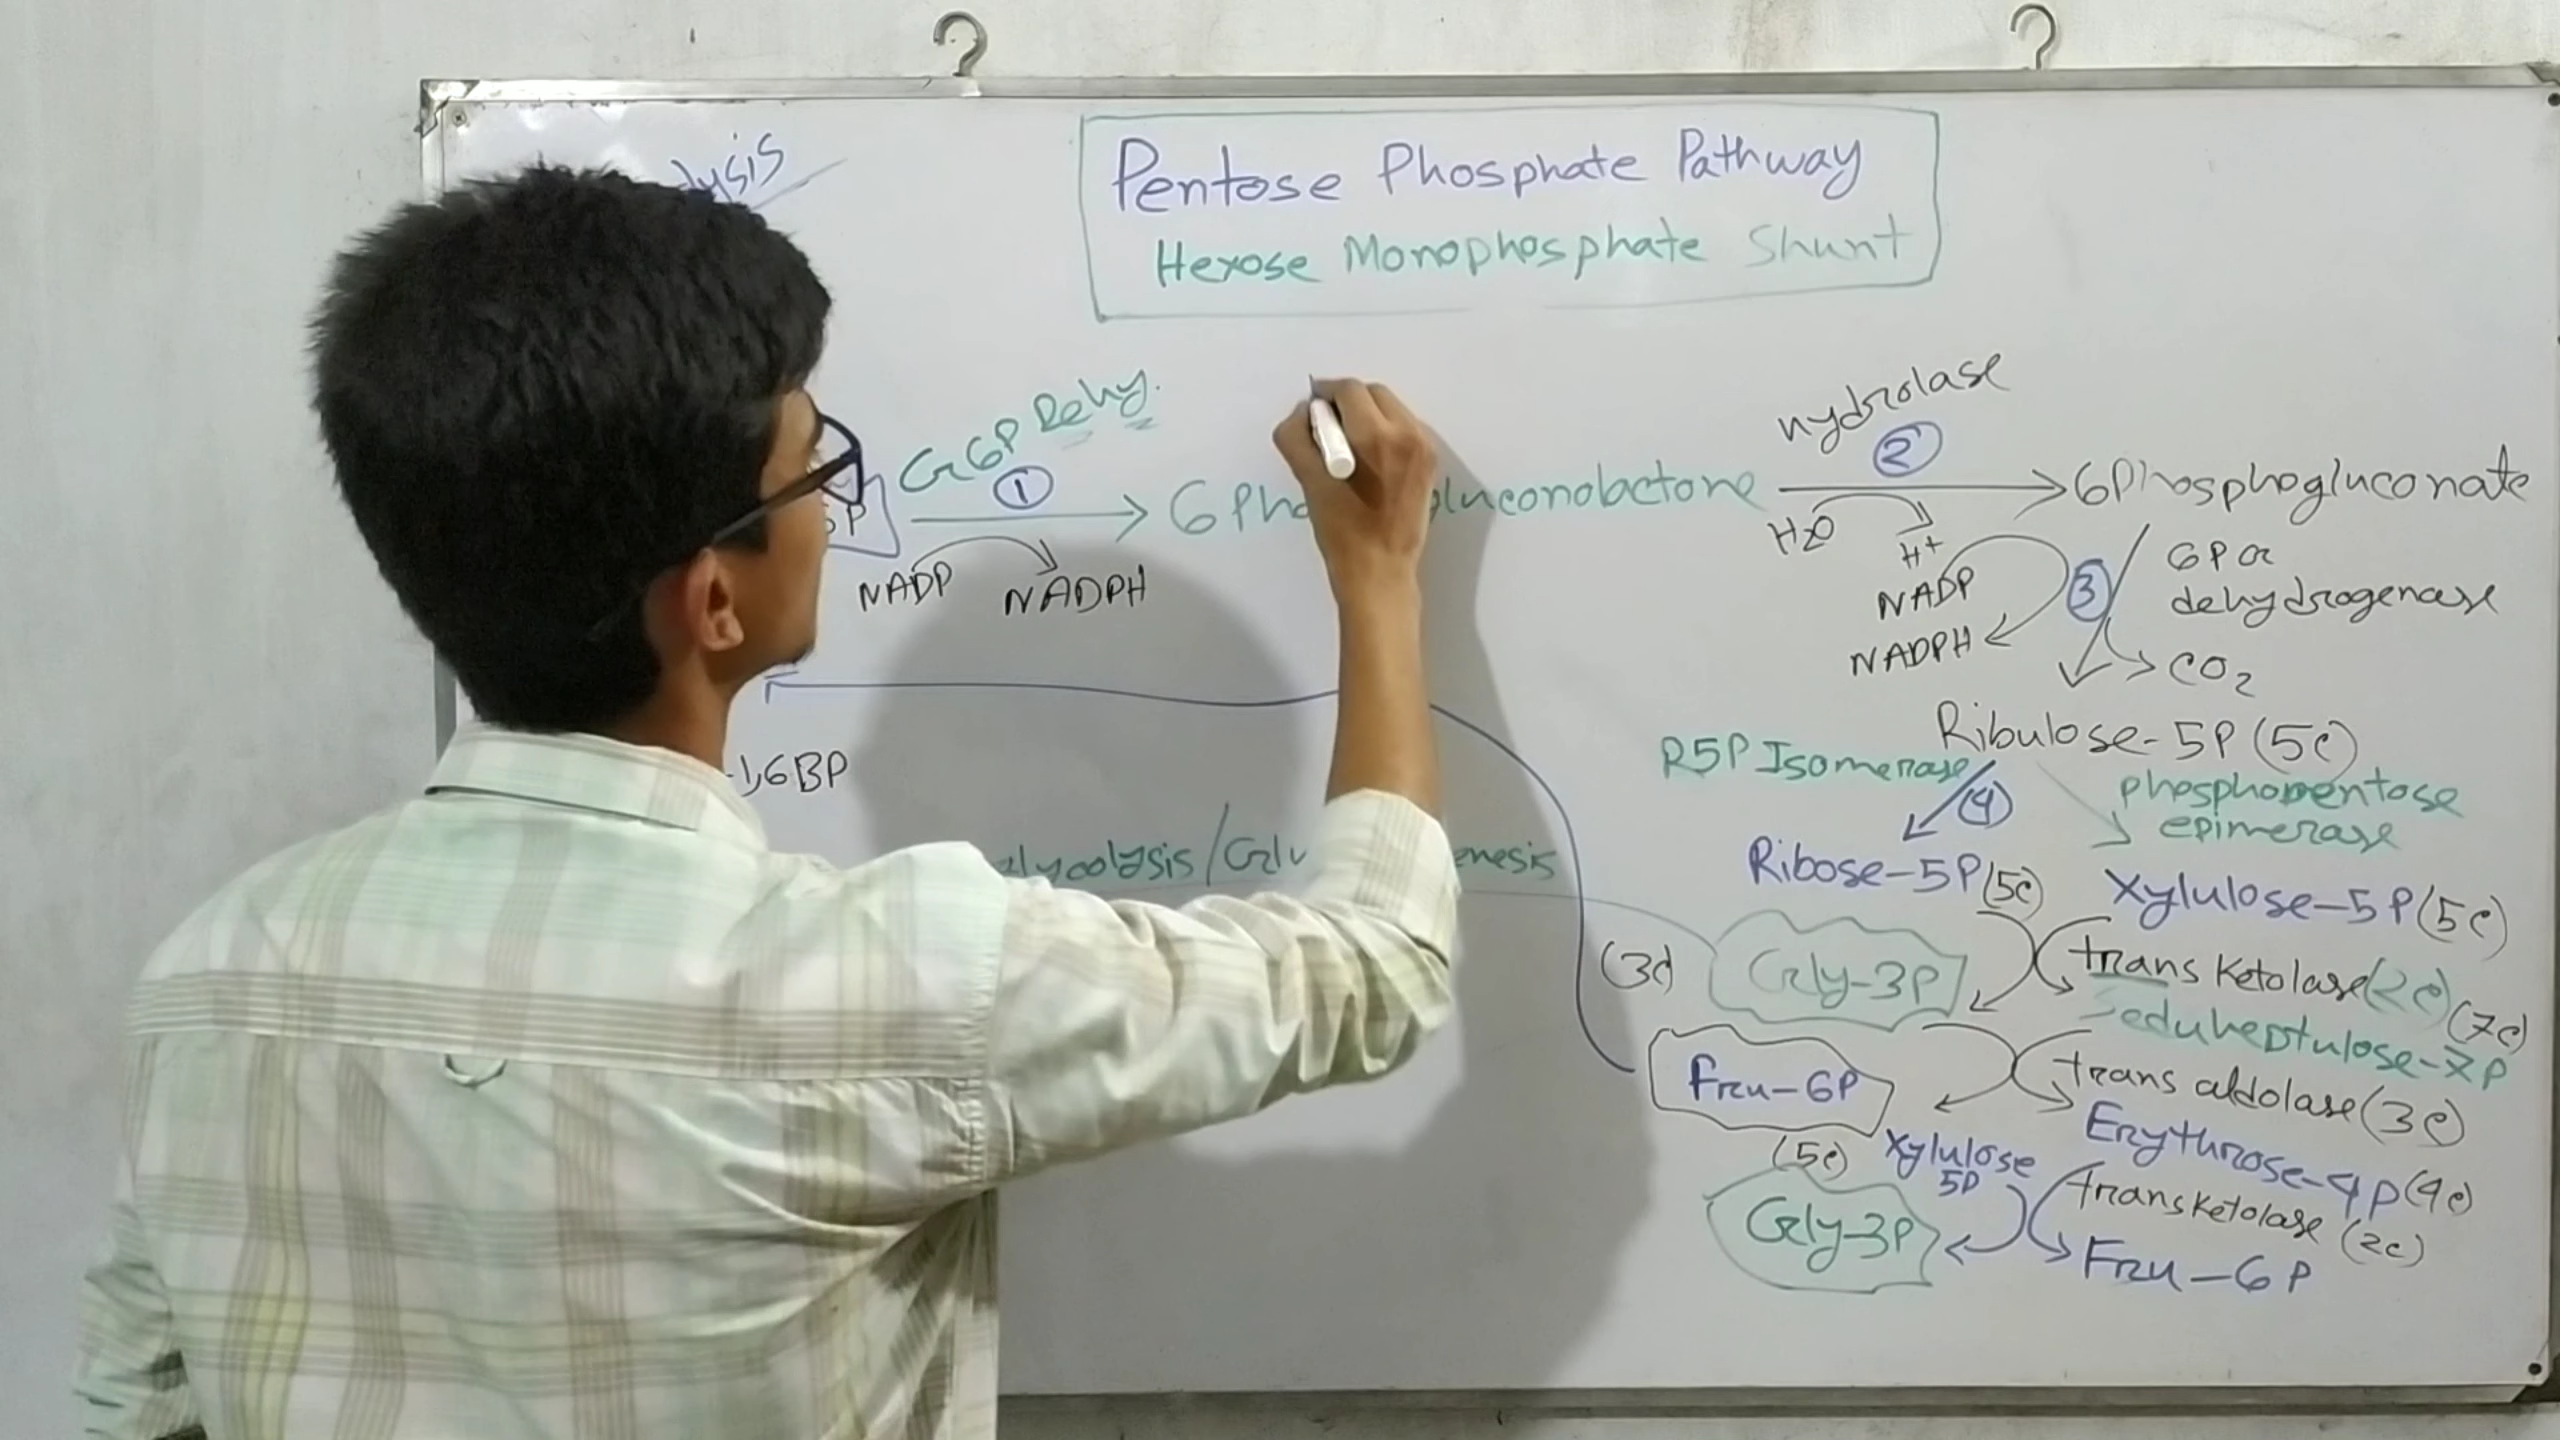 Pentose Phosphate Pathway
Hexose Monophosphate Shunt
G6P Dehy.
1
NADP NADPH
hydrolase
2
6Phosphogluconate
H2O H+
NADP
NADPH
3
6PG
dehydrogenase
CO2
Ribulose-5P(5C)
R5P Isomerase
4
phosphopentose
epimerase
-1,6BP
Ribose-5P(5C)
Xylulose-5P(5C)
(3C)
Gly-3P
trans Ketolase(2C)
(7C)
Seduheptulose-7P
Fru-6P
trans aldolase(3C)
Erythrose-4P(4C)
(5C) Xylulose
5P
transketolase
(2C)
Gly-3P
Fru-6P